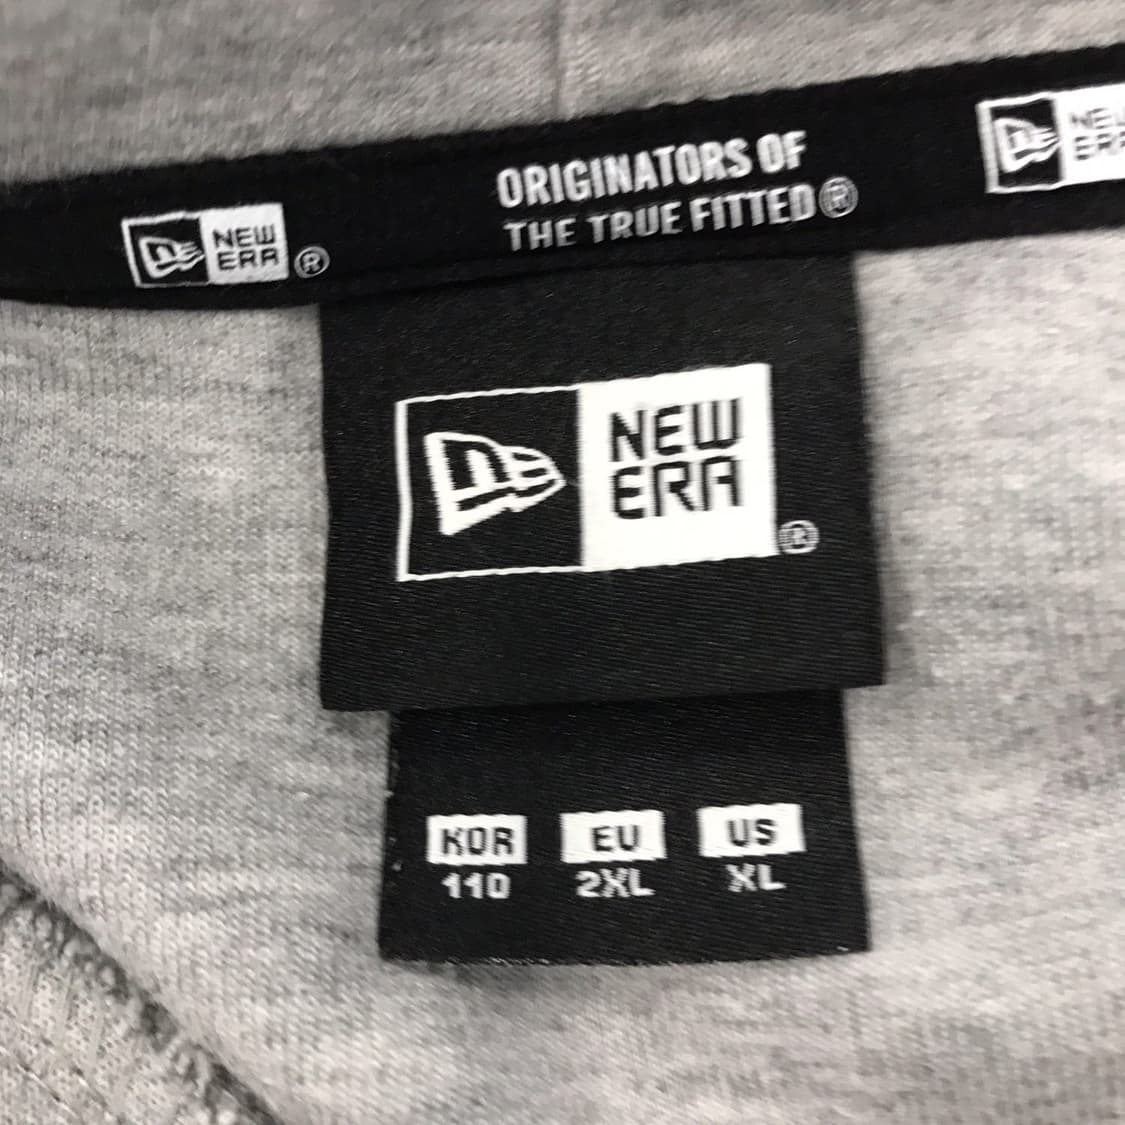 NEW
ERA ®
ORIGINATORS OF
THE TRUE FITTED®
NEW
ERA
NEW
ERA ®
KOR EU US
110 2XL XL